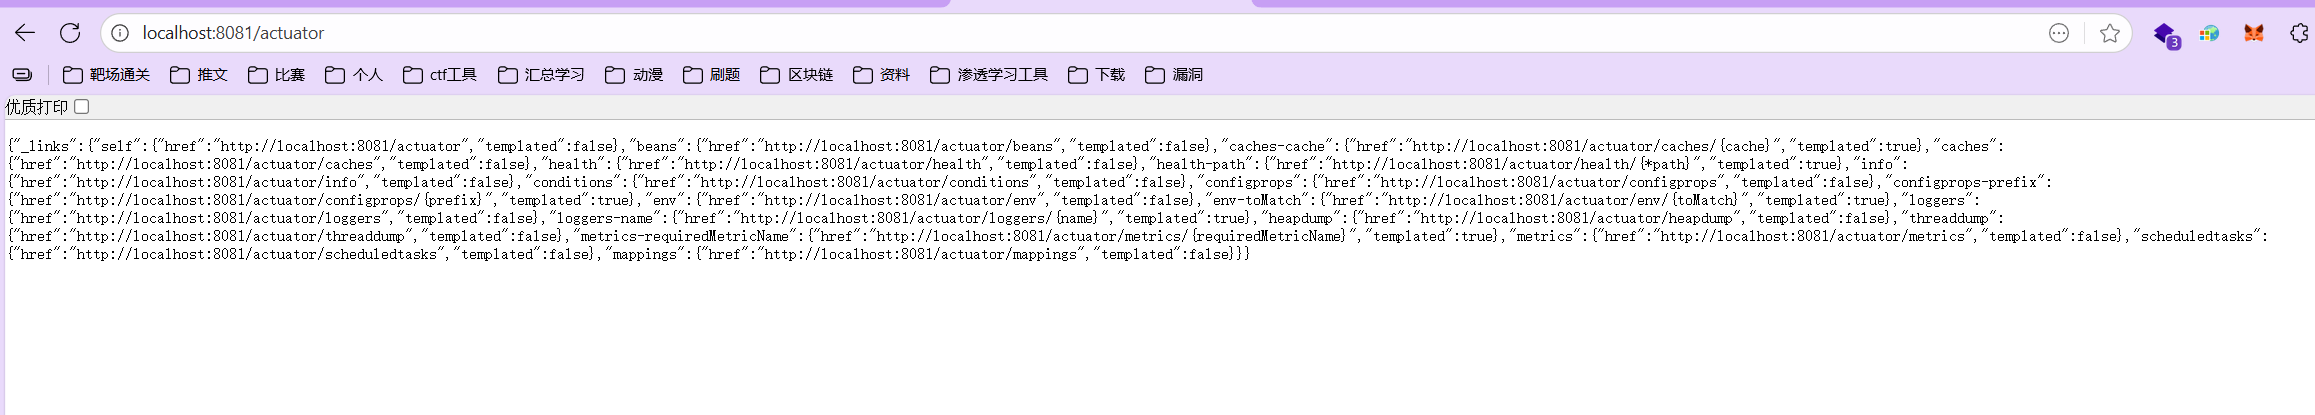 localhost:8081/actuator
3
靶场通关 推文 比赛 个人 ctf工具 汇总学习 动漫 刷题 区块链 资料 渗透学习工具 下载 漏洞
优质打印
{"_links":{"self":{"href":"http://localhost:8081/actuator","templated":false},"beans":{"href":"http://localhost:8081/actuator/beans","templated":false},"caches-cache":{"href":"http://localhost:8081/actuator/caches/{cache}","templated":true},"caches":
{"href":"http://localhost:8081/actuator/caches","templated":false},"health":{"href":"http://localhost:8081/actuator/health","templated":false},"health-path":{"href":"http://localhost:8081/actuator/health/{*path}","templated":true},"info":
{"href":"http://localhost:8081/actuator/info","templated":false},"conditions":{"href":"http://localhost:8081/actuator/conditions","templated":false},"configprops":{"href":"http://localhost:8081/actuator/configprops","templated":false},"configprops-prefix":
{"href":"http://localhost:8081/actuator/configprops/{prefix}","templated":true},"env":{"href":"http://localhost:8081/actuator/env","templated":false},"env-toMatch":{"href":"http://localhost:8081/actuator/env/{toMatch}","templated":true},"loggers":
{"href":"http://localhost:8081/actuator/loggers","templated":false},"loggers-name":{"href":"http://localhost:8081/actuator/loggers/{name}","templated":true},"heapdump":{"href":"http://localhost:8081/actuator/heapdump","templated":false},"threaddump":
{"href":"http://localhost:8081/actuator/threaddump","templated":false},"metrics-requiredMetricName":{"href":"http://localhost:8081/actuator/metrics/{requiredMetricName}","templated":true},"metrics":{"href":"http://localhost:8081/actuator/metrics","templated":false},"scheduledtasks":
{"href":"http://localhost:8081/actuator/scheduledtasks","templated":false},"mappings":{"href":"http://localhost:8081/actuator/mappings","templated":false}}}